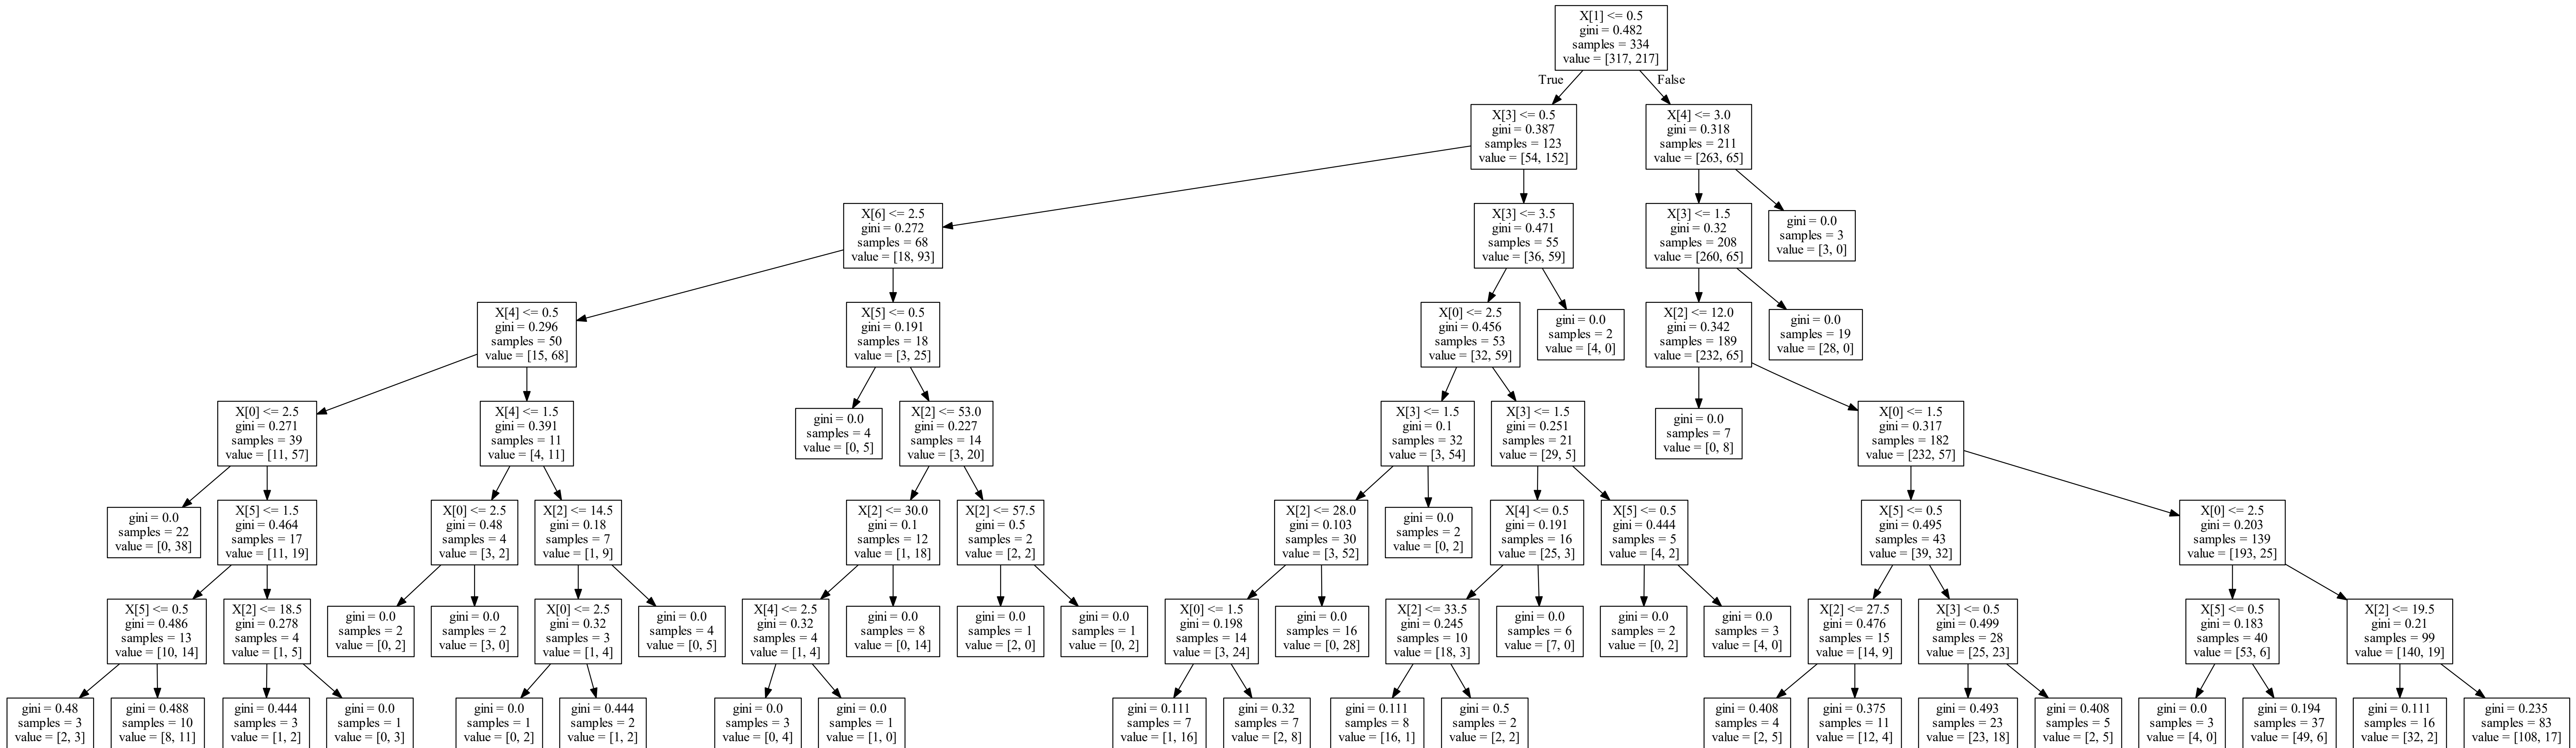 X[1] <= 0.5
gini = 0.482
samples = 334
value = [317, 217]
True
False
X[3] <= 0.5
gini = 0.387
samples = 123
value = [54, 152]
X[4] <= 3.0
gini = 0.318
samples = 211
value = [263, 65]
X[6] <= 2.5
gini = 0.272
samples = 68
value = [18, 93]
X[3] <= 3.5
gini = 0.471
samples = 55
value = [36, 59]
X[3] <= 1.5
gini = 0.32
samples = 208
value = [260, 65]
gini = 0.0
samples = 3
value = [3, 0]
X[4] <= 0.5
gini = 0.296
samples = 50
value = [15, 68]
X[5] <= 0.5
gini = 0.191
samples = 18
value = [3, 25]
X[0] <= 2.5
gini = 0.456
samples = 53
value = [32, 59]
gini = 0.0
samples = 2
value = [4, 0]
X[2] <= 12.0
gini = 0.342
samples = 189
value = [232, 65]
gini = 0.0
samples = 19
value = [28, 0]
X[0] <= 2.5
gini = 0.271
samples = 39
value = [11, 57]
X[4] <= 1.5
gini = 0.391
samples = 11
value = [4, 11]
gini = 0.0
samples = 4
value = [0, 5]
X[2] <= 53.0
gini = 0.227
samples = 14
value = [3, 20]
X[3] <= 1.5
gini = 0.1
samples = 32
value = [3, 54]
X[3] <= 1.5
gini = 0.251
samples = 21
value = [29, 5]
gini = 0.0
samples = 7
value = [0, 8]
X[0] <= 1.5
gini = 0.317
samples = 182
value = [232, 57]
gini = 0.0
samples = 22
value = [0, 38]
X[5] <= 1.5
gini = 0.464
samples = 17
value = [11, 19]
X[0] <= 2.5
gini = 0.48
samples = 4
value = [3, 2]
X[2] <= 14.5
gini = 0.18
samples = 7
value = [1, 9]
X[2] <= 30.0
gini = 0.1
samples = 12
value = [1, 18]
X[2] <= 57.5
gini = 0.5
samples = 2
value = [2, 2]
X[2] <= 28.0
gini = 0.103
samples = 30
value = [3, 52]
gini = 0.0
samples = 2
value = [0, 2]
X[4] <= 0.5
gini = 0.191
samples = 16
value = [25, 3]
X[5] <= 0.5
gini = 0.444
samples = 5
value = [4, 2]
X[5] <= 0.5
gini = 0.495
samples = 43
value = [39, 32]
X[0] <= 2.5
gini = 0.203
samples = 139
value = [193, 25]
X[5] <= 0.5
gini = 0.486
samples = 13
value = [10, 14]
X[2] <= 18.5
gini = 0.278
samples = 4
value = [1, 5]
gini = 0.0
samples = 2
value = [0, 2]
gini = 0.0
samples = 2
value = [3, 0]
X[0] <= 2.5
gini = 0.32
samples = 3
value = [1, 4]
gini = 0.0
samples = 4
value = [0, 5]
X[4] <= 2.5
gini = 0.32
samples = 4
value = [1, 4]
gini = 0.0
samples = 8
value = [0, 14]
gini = 0.0
samples = 1
value = [2, 0]
gini = 0.0
samples = 1
value = [0, 2]
X[0] <= 1.5
gini = 0.198
samples = 14
value = [3, 24]
gini = 0.0
samples = 16
value = [0, 28]
X[2] <= 33.5
gini = 0.245
samples = 10
value = [18, 3]
gini = 0.0
samples = 6
value = [7, 0]
gini = 0.0
samples = 2
value = [0, 2]
gini = 0.0
samples = 3
value = [4, 0]
X[2] <= 27.5
gini = 0.476
samples = 15
value = [14, 9]
X[3] <= 0.5
gini = 0.499
samples = 28
value = [25, 23]
X[5] <= 0.5
gini = 0.183
samples = 40
value = [53, 6]
X[2] <= 19.5
gini = 0.21
samples = 99
value = [140, 19]
gini = 0.48
samples = 3
value = [2, 3]
gini = 0.488
samples = 10
value = [8, 11]
gini = 0.444
samples = 3
value = [1, 2]
gini = 0.0
samples = 1
value = [0, 3]
gini = 0.0
samples = 1
value = [0, 2]
gini = 0.444
samples = 2
value = [1, 2]
gini = 0.0
samples = 3
value = [0, 4]
gini = 0.0
samples = 1
value = [1, 0]
gini = 0.111
samples = 7
value = [1, 16]
gini = 0.32
samples = 7
value = [2, 8]
gini = 0.111
samples = 8
value = [16, 1]
gini = 0.5
samples = 2
value = [2, 2]
gini = 0.408
samples = 4
value = [2, 5]
gini = 0.375
samples = 11
value = [12, 4]
gini = 0.493
samples = 23
value = [23, 18]
gini = 0.408
samples = 5
value = [2, 5]
gini = 0.0
samples = 3
value = [4, 0]
gini = 0.194
samples = 37
value = [49, 6]
gini = 0.111
samples = 16
value = [32, 2]
gini = 0.235
samples = 83
value = [108, 17]